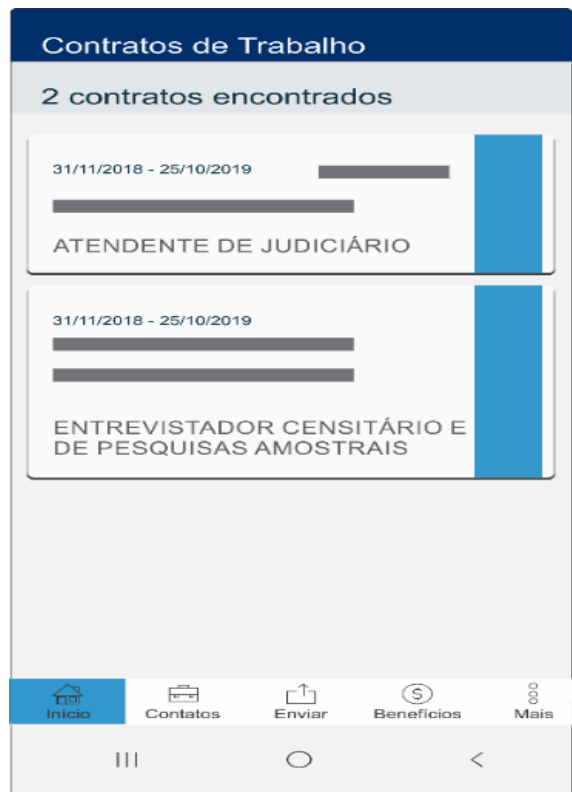 Contratos de Trabalho
2 contratos encontrados
31/11/2018 - 25/10/2019
ATENDENTE DE JUDICIÁRIO
31/11/2018 - 25/10/2019
ENTREVISTADOR CENSITÁRIO E
DE PESQUISAS AMOSTRAIS
Início Contatos Enviar Benefícios Mais